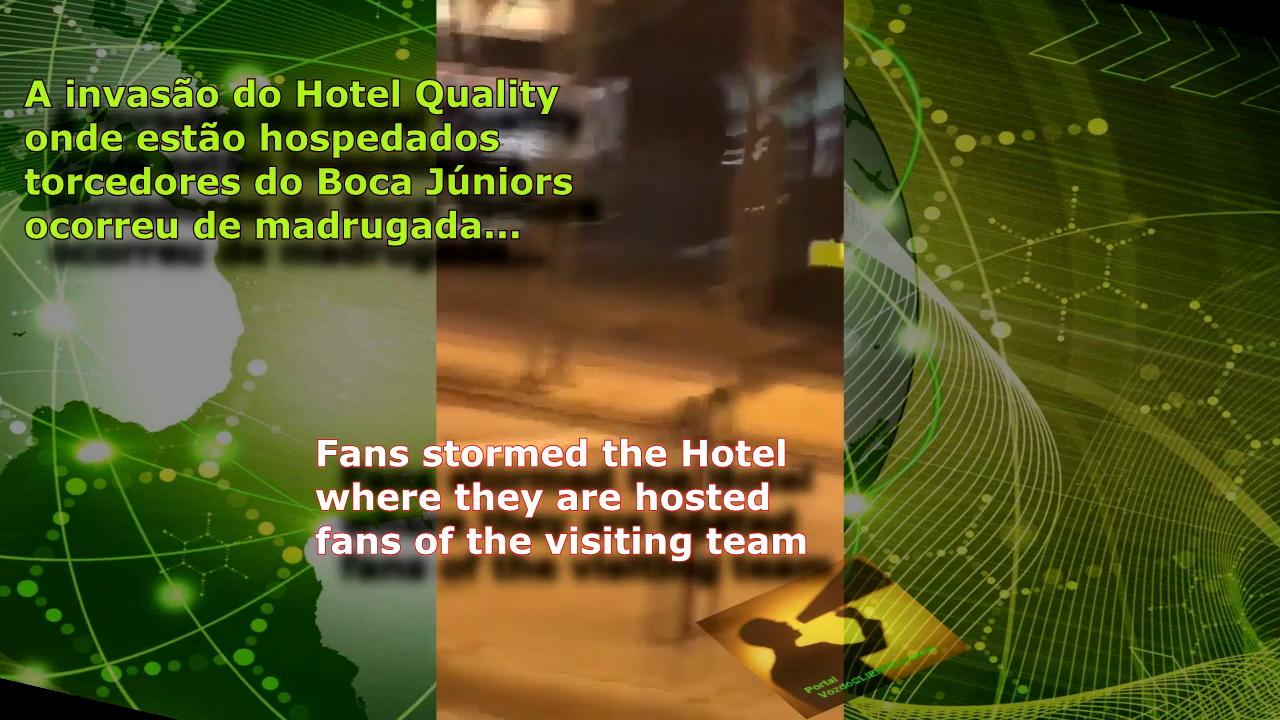 A invasão do Hotel Quality
onde estão hospedados
torcedores do Boca Júniors
ocorreu de madrugada...
Fans stormed the Hotel
where they are hosted
fans of the visiting team
Portal